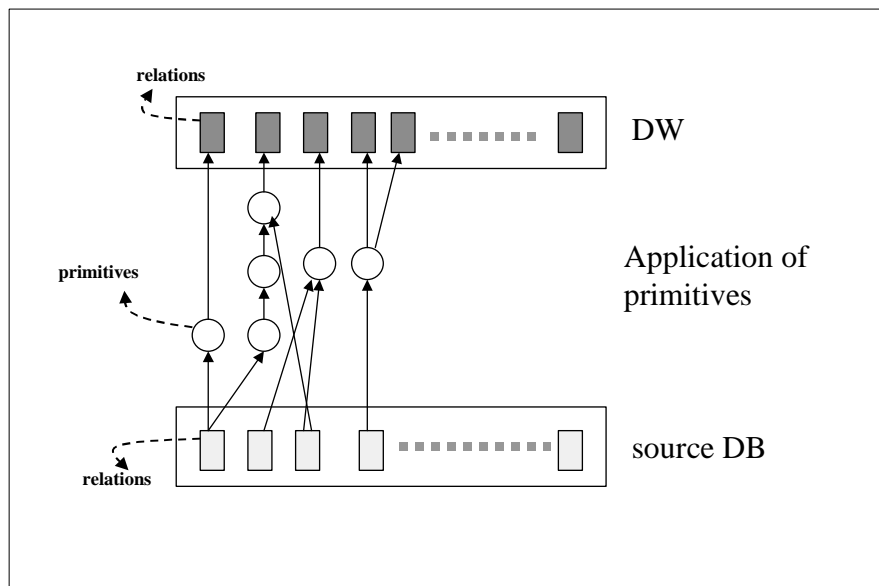 relations
DW
primitives
Application of
primitives
source DB
relations